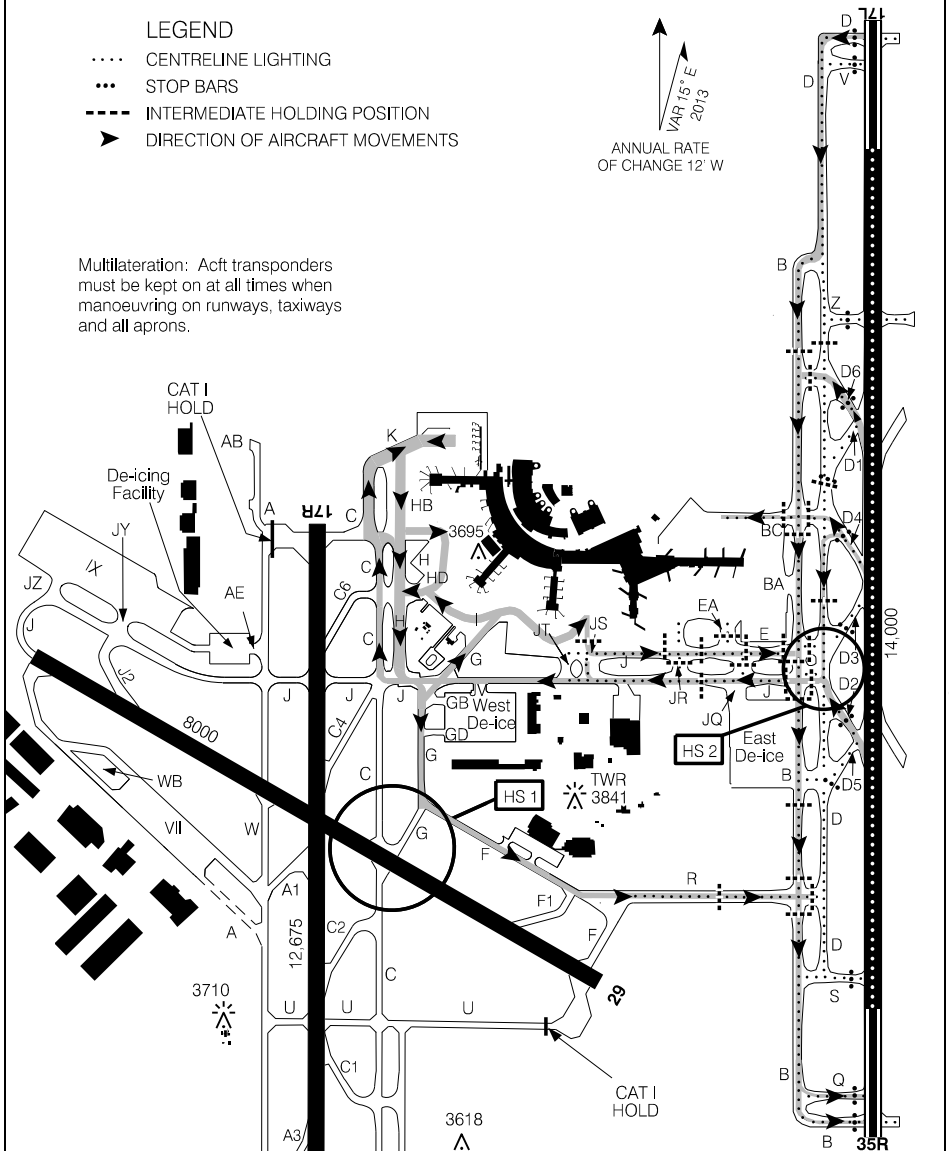 LEGEND
CENTRELINE LIGHTING
STOP BARS
INTERMEDIATE HOLDING POSITION
DIRECTION OF AIRCRAFT MOVEMENTS
VAR 15° E
2013
ANNUAL RATE
OF CHANGE 12' W
17L
D
V
D
Multilateration: Acft transponders
must be kept on at all times when
manoeuvring on runways, taxiways
and all aprons.
B
Z
CAT I
HOLD
AB
De-icing
Facility
A
17R
K
C
HB
D6
D1
3695
D4
BC
JY
IX
JZ
AE
C6
C
H
HD
BA
J
I
JT
JS
EA
E
H
C
G
J
D3
D2
14,000
J2
J
J
J
JR
JQ
J
GB
West
De-ice
GD
8000
C4
G
HS 2
East
De-ice
B
D5
WB
VII
W
C
HS 1
TWR
3841
D
G
F
A1
F1
R
A
12,675
C2
F
C
D
3710
29
S
U
U
U
C1
CAT I
HOLD
B
Q
A3
3618
B
35R